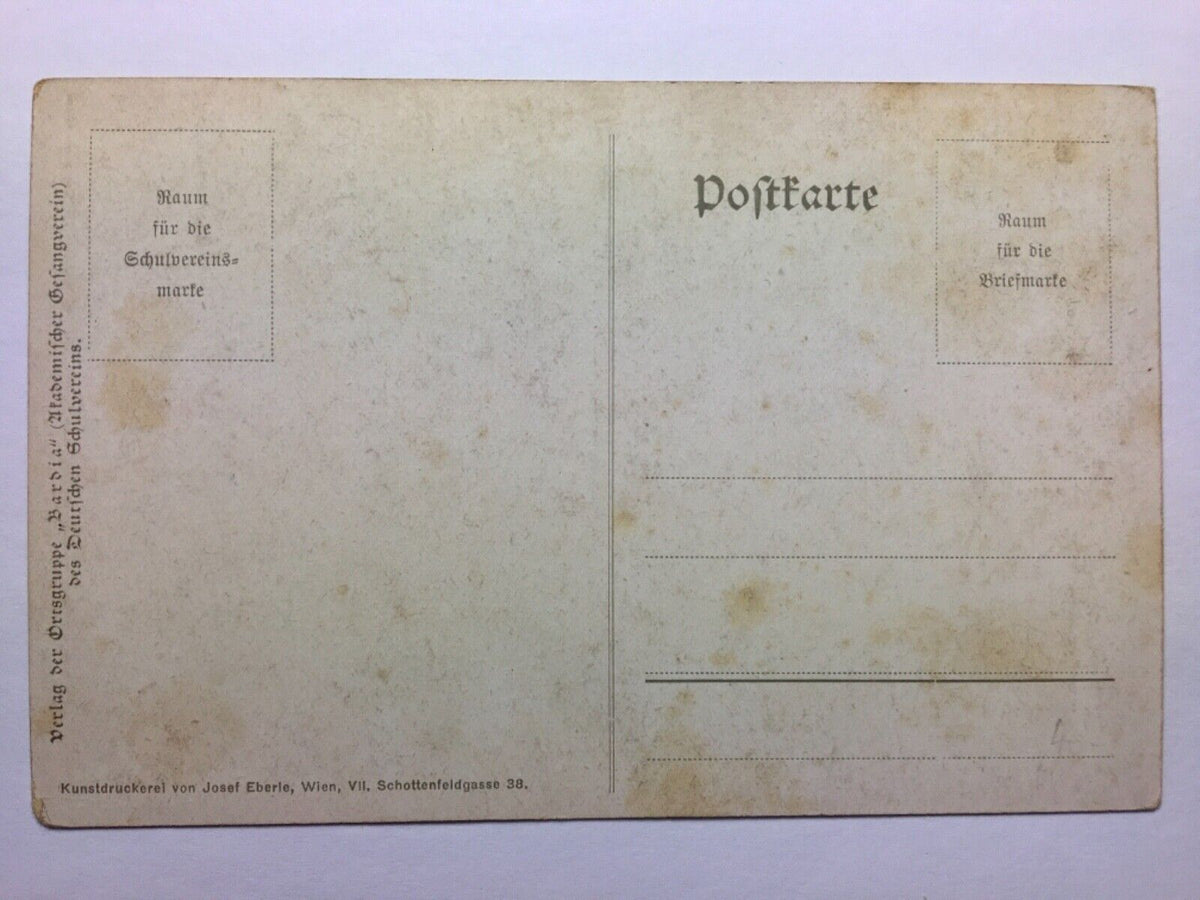 Verlag der Ortsgruppe „Bardia“ (Akademischer Gesangverein)
des Deutschen Schulvereins.
Raum
für die
Schulvereins=
marke
Kunstdruckerei von Josef Eberle, Wien, VII. Schottenfeldgasse 38.
Postkarte
Raum
für die
Briefmarke
4